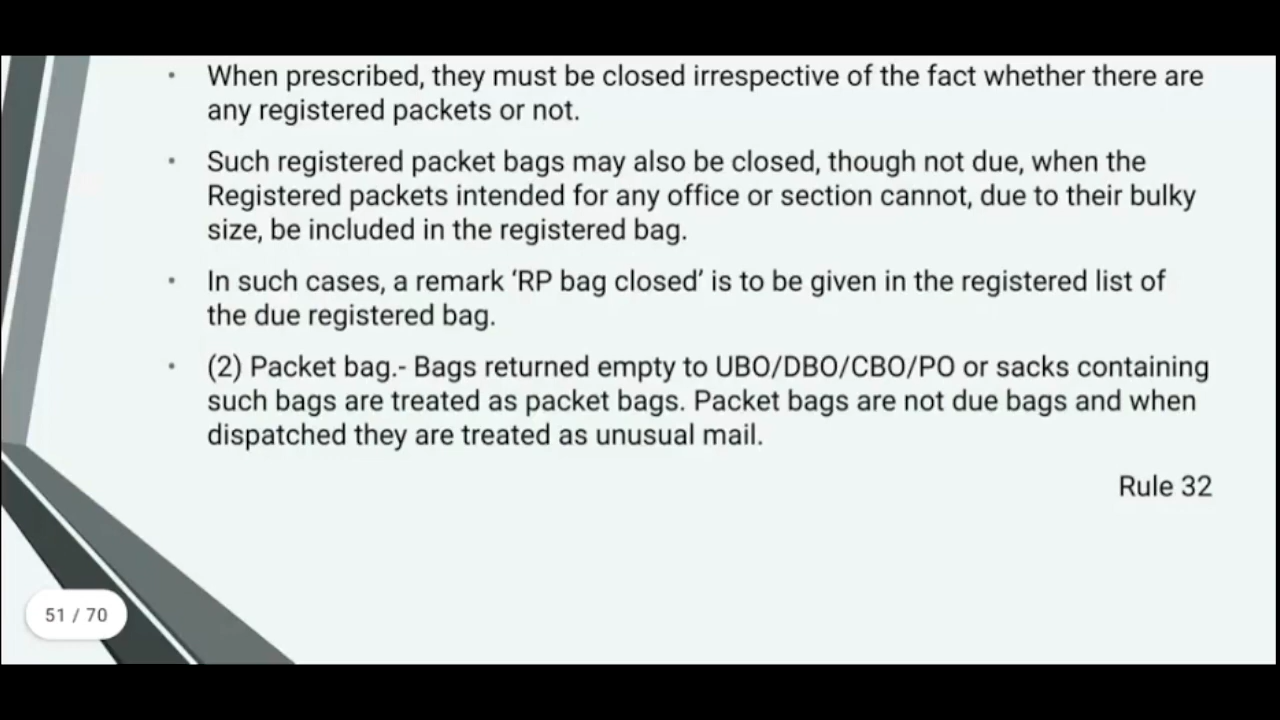 • When prescribed, they must be closed irrespective of the fact whether there are
any registered packets or not.
• Such registered packet bags may also be closed, though not due, when the
Registered packets intended for any office or section cannot, due to their bulky
size, be included in the registered bag.
• In such cases, a remark ‘RP bag closed’ is to be given in the registered list of
the due registered bag.
• (2) Packet bag.- Bags returned empty to UBO/DBO/CBO/PO or sacks containing
such bags are treated as packet bags. Packet bags are not due bags and when
dispatched they are treated as unusual mail.
Rule 32
51 / 70